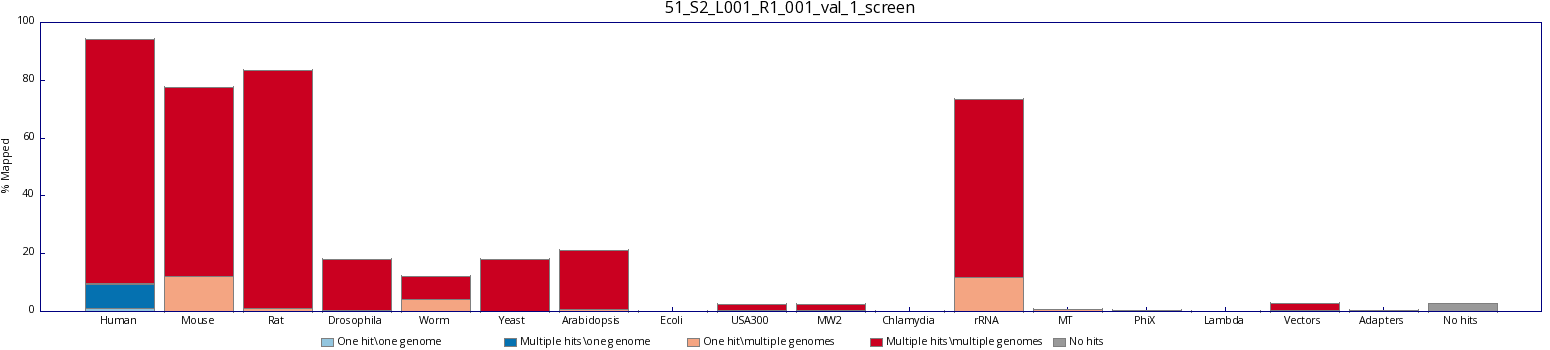 51_S2_L001_R1_001_val_1_screen
% Mapped
100
80
60
40
20
0
Human Mouse Rat Drosophila Worm Yeast Arabidopsis Ecoli USA300 MW2 Chlamydia rRNA MT PhiX Lambda Vectors Adapters No hits
One hit\one genome Multiple hits\one genome One hit\multiple genomes Multiple hits\multiple genomes No hits